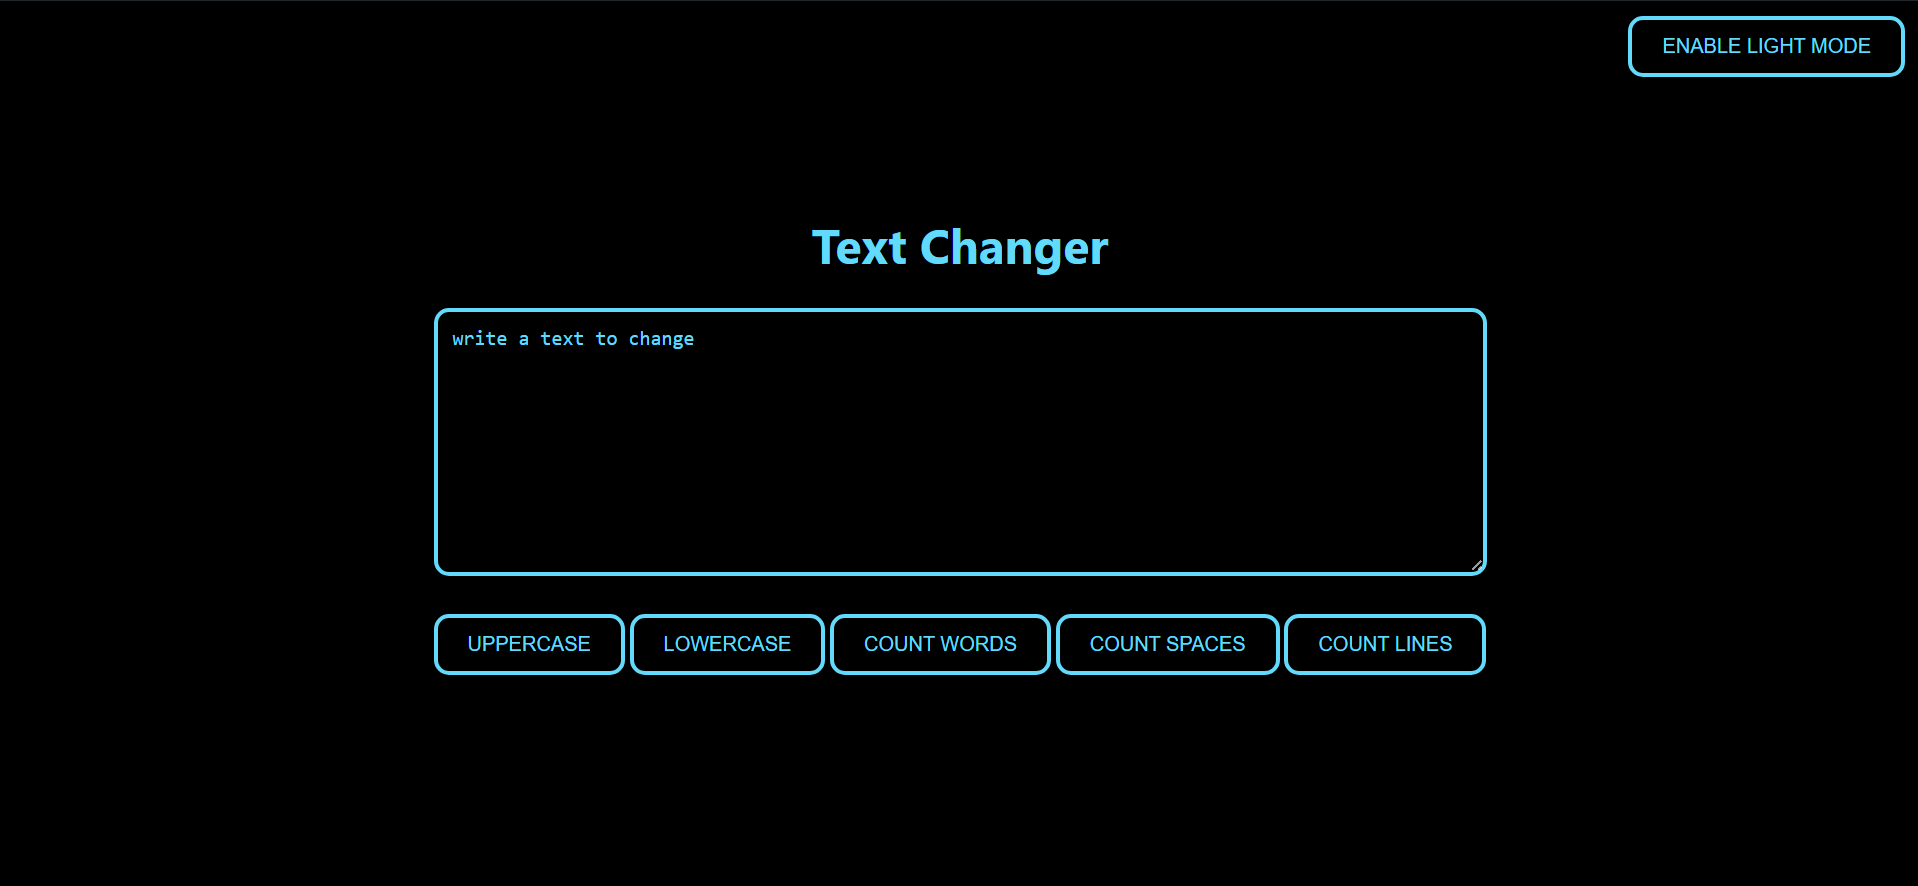 ENABLE LIGHT MODE
Text Changer
write a text to change
UPPERCASE LOWERCASE COUNT WORDS COUNT SPACES COUNT LINES